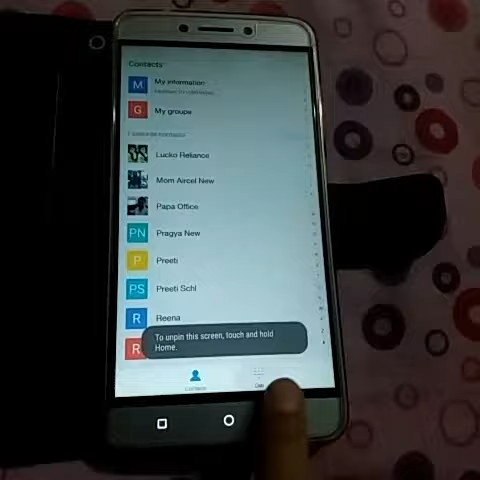 Contacts
M My information
G My groups
Lucko Reliance
Mom Aircel New
Papa Office
PN Pragya New
P Preeti
PS Preeti Schl
R Reena
R
To unpin this screen, touch and hold
Home.
Contacts